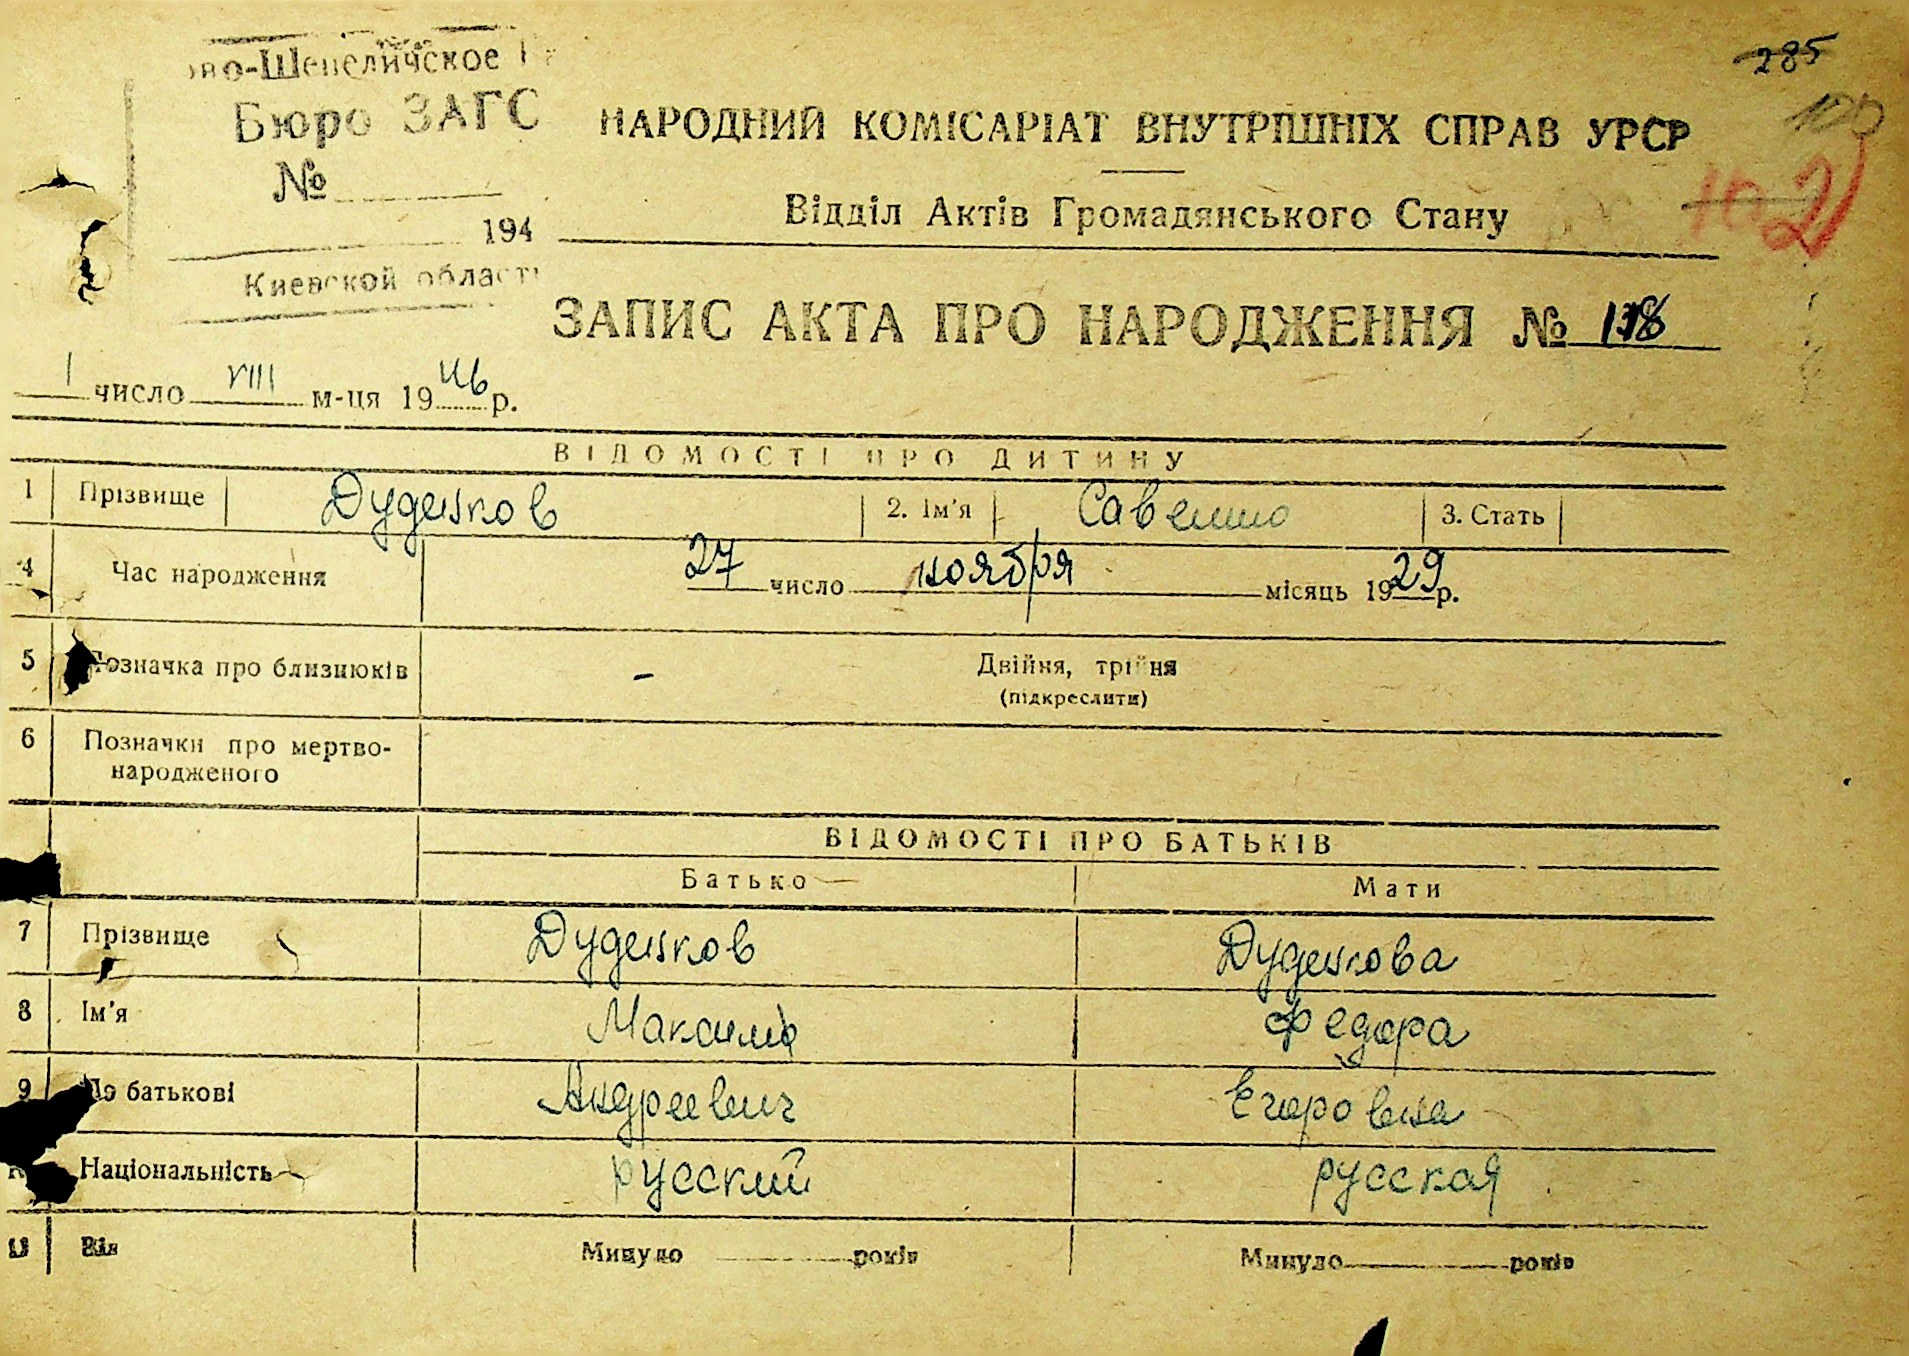 во-Шепеличское
285
Бюро ЗАГС
НАРОДНИЙ КОМІСАРІАТ ВНУТРІШНІХ СПРАВ УРСР
100
№
102
Відділ Актів Громадянського Стану
194
Киевской области
ЗАПИС АКТА ПРО НАРОДЖЕННЯ №
1 число VIII м-ця 1946 р.
ВІДОМОСТІ ПРО ДИТИНУ
1 Прізвище Дуденков 2. Ім'я 3. Стать
4 Час народження 27 число ноября місяць 1929 р.
5 Позначка про близнюків - Двійня, трійня
(підкреслити)
6 Позначки про мертво-
народженого
ВІДОМОСТІ ПРО БАТЬКІВ
Батько Мати
7 Прізвище Дуденков Дуденкова
8 Ім'я Максим Федора
9 По батькові Андреевич Егоровна
Національність русский русская
11 Вік Минуло років Минуло років